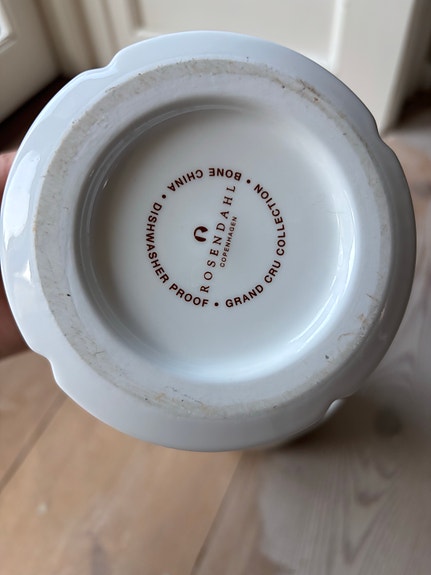 ROSENDAHL
COPENHAGEN
GRAND CRU COLLECTION • BONE CHINA • DISHWASHER PROOF •